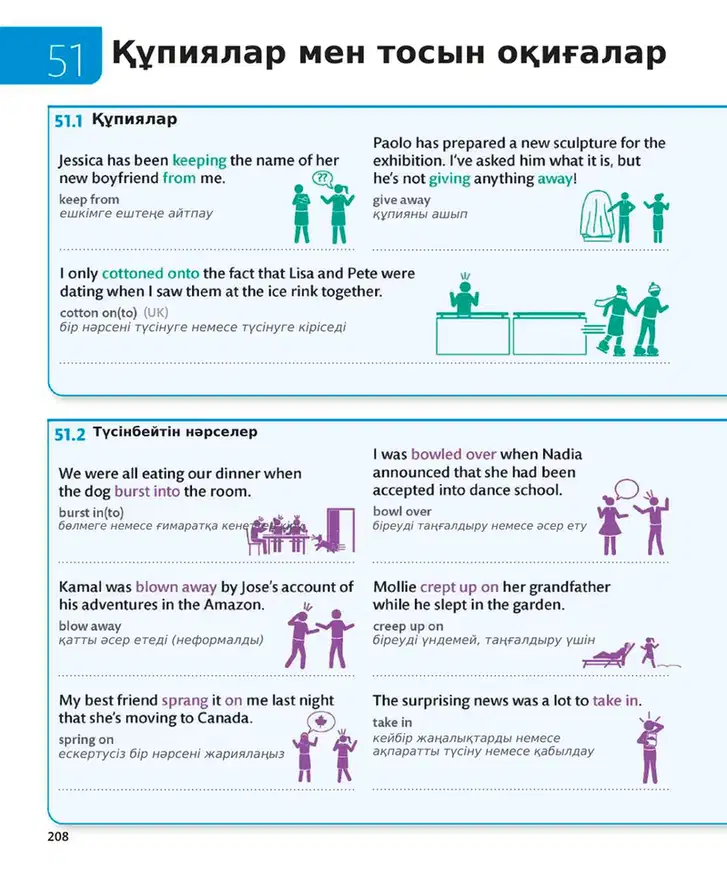 51
Құпиялар мен тосын оқиғалар
51.1 Құпиялар
Jessica has been keeping the name of her
new boyfriend from me.
??
keep from
ешкімге ештеңе айтпау
Paolo has prepared a new sculpture for the
exhibition. I've asked him what it is, but
he's not giving anything away!
give away
құпияны ашып
I only cottoned onto the fact that Lisa and Pete were
dating when I saw them at the ice rink together.
cotton on(to) (UK)
бір нәрсені түсінуге немесе түсінуге кіріседі
51.2 Түсінбейтін нәрселер
We were all eating our dinner when
the dog burst into the room.
burst in(to)
бөлмеге немесе ғимаратқа
I was bowled over when Nadia
announced that she had been
accepted into dance school.
bowl over
біреуді таңғалдыру немесе әсер ету
Kamal was blown away by Jose's account of
his adventures in the Amazon.
blow away
қатты әсер етеді (неформалды)
Mollie crept up on her grandfather
while he slept in the garden.
creep up on
біреуді үндемей, таңғалдыру үшін
My best friend sprang it on me last night
that she's moving to Canada.
spring on
ескертусіз бір нәрсені жариялаңыз
The surprising news was a lot to take in.
take in
кейбір жаңалықтарды немесе
ақпаратты түсіну немесе қабылдау
208